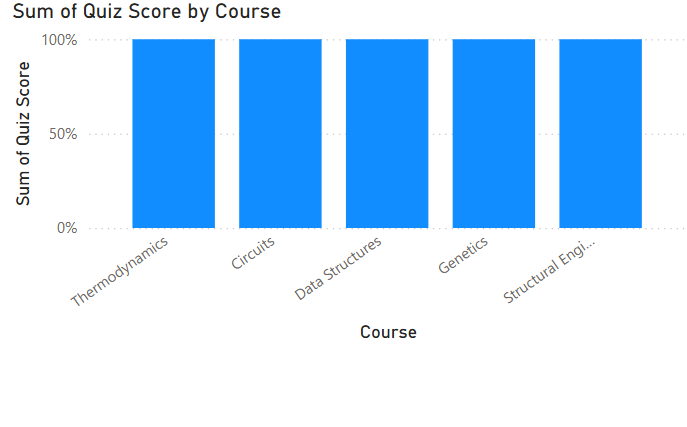 Sum of Quiz Score by Course
100%
50%
0%
Sum of Quiz Score
Thermodynamics
Circuits
Data Structures
Genetics
Structural Engi...
Course